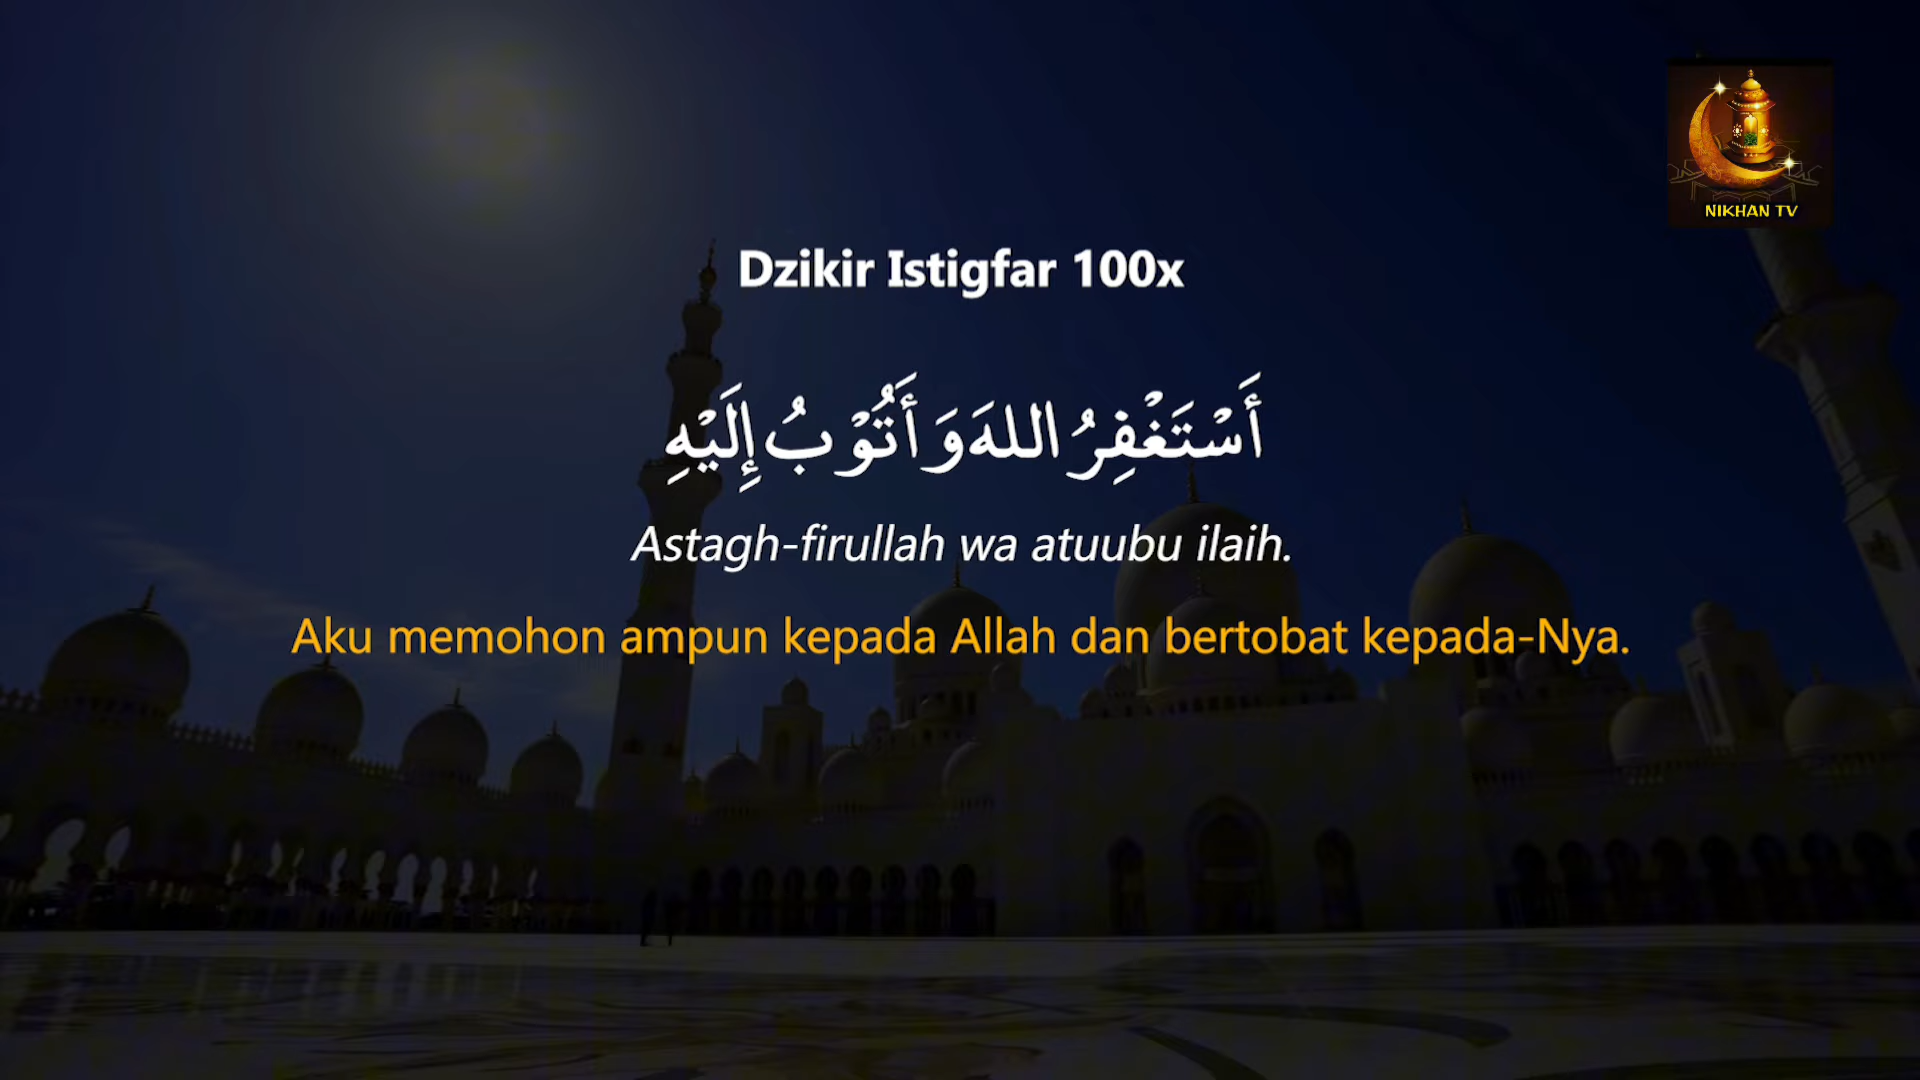 NIKHAN TV
Dzikir Istigfar 100x
أَسْتَغْفِرُ اللهَ وَ أَتُوْبُ إِلَيْهِ
Astagh-firullah wa atuubu ilaih.
Aku memohon ampun kepada Allah dan bertobat kepada-Nya.